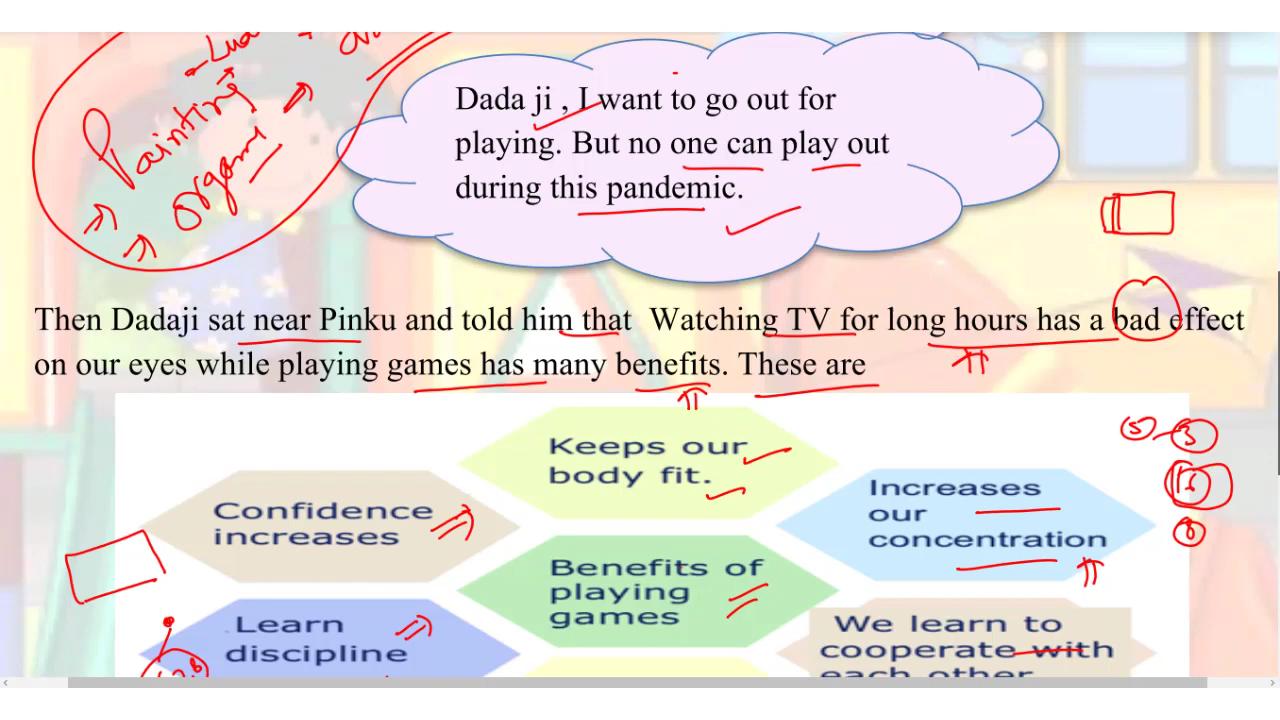 Painting
Dada ji , I want to go out for
playing. But no one can play out
during this pandemic.
Then Dadaji sat near Pinku and told him that Watching TV for long hours has a bad effect
on our eyes while playing games has many benefits. These are
Keeps our
body fit.
Confidence
increases
Increases
our
concentration
Benefits of
playing
games
Learn
discipline
We learn to
cooperate with
each other